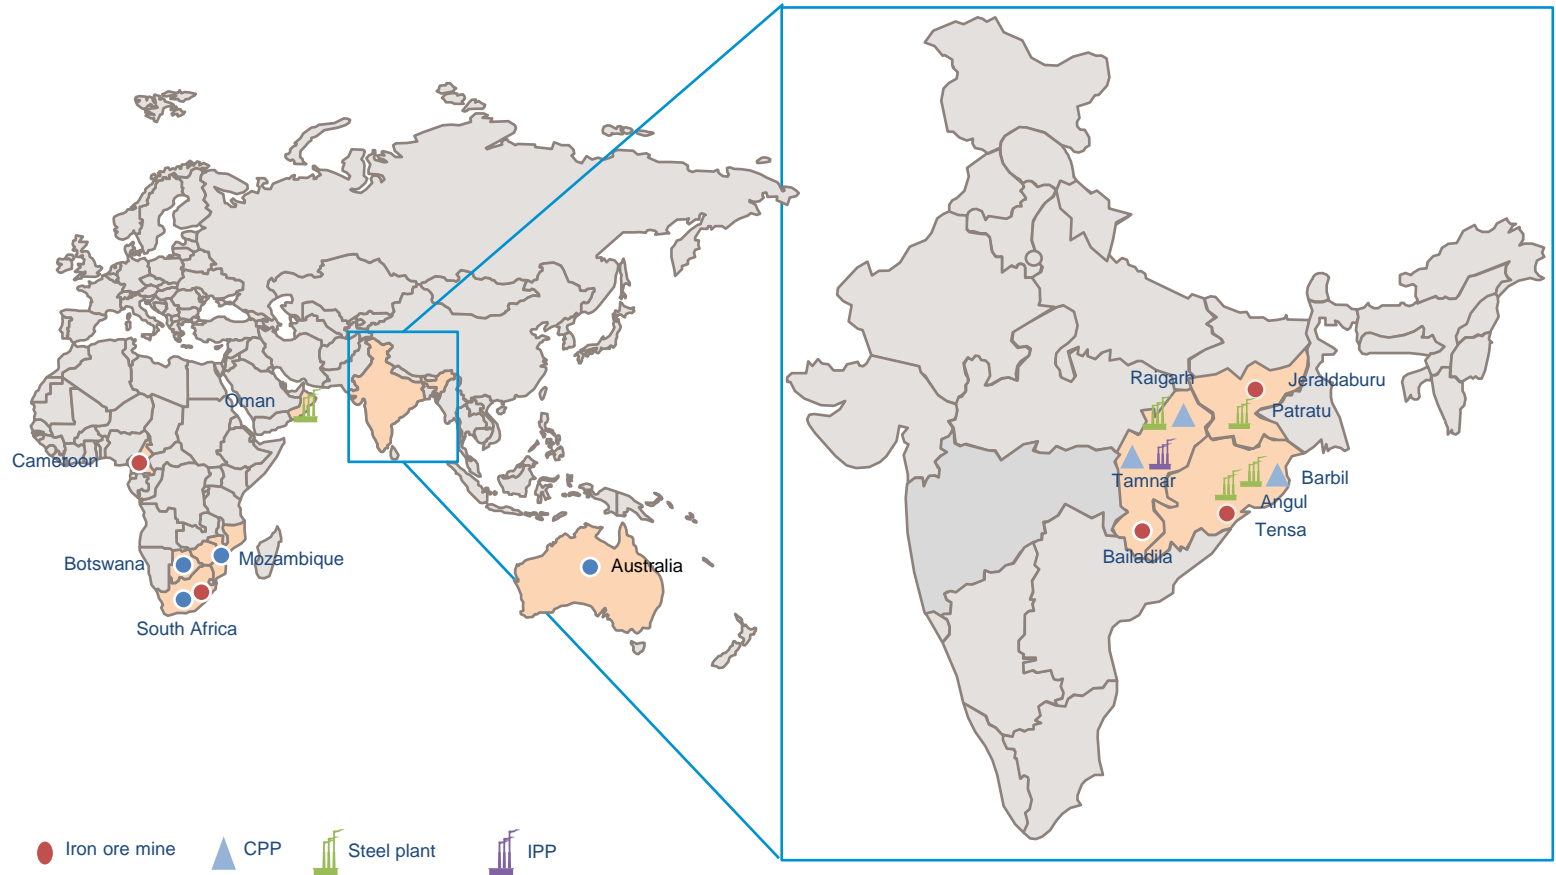 Raigarh
Jeraldaburu
Patratu
Oman
Cameroon
Tamnar
Barbil
Angul
Tensa
Bailadila
Botswana
Mozambique
Australia
South Africa
Iron ore mine
CPP
Steel plant
IPP